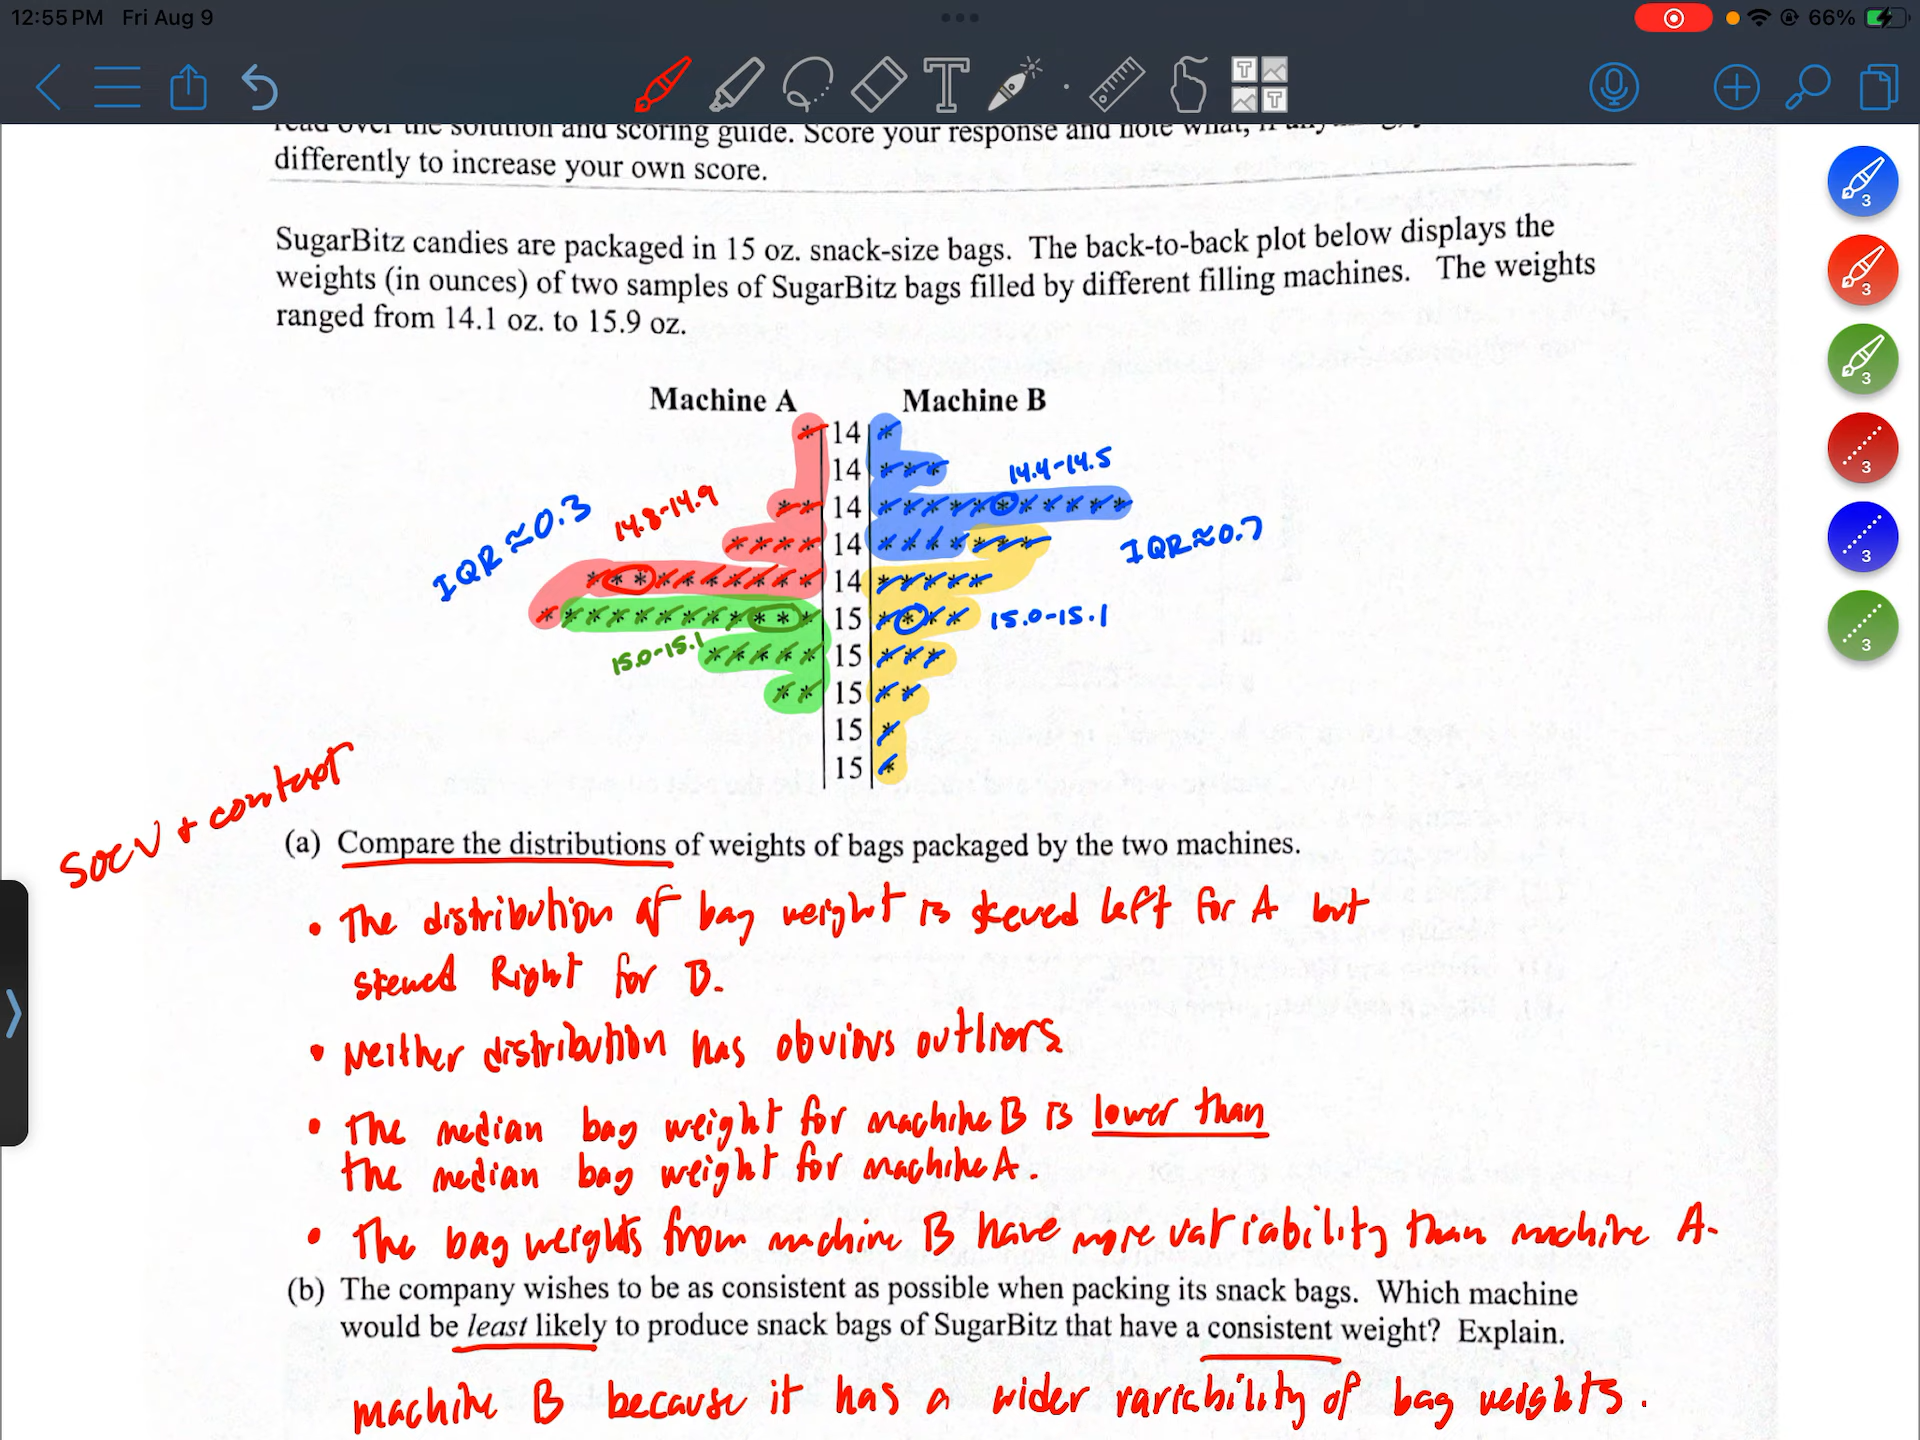 12:55 PM Fri Aug 9
66%
differently to increase your own score.
SugarBitz candies are packaged in 15 oz. snack-size bags. The back-to-back plot below displays the
weights (in ounces) of two samples of SugarBitz bags filled by different filling machines. The weights
ranged from 14.1 oz. to 15.9 oz.
Machine A Machine B
* 14 *
14 * * *
* * 14 * * * * * * * * * * *
* * * * 14 * * * * * * *
* * * * * * * * * * 14 * * * * *
* * * * * * * * * * * * 15 * * * *
* * * * * 15 * * *
* * 15 * *
15 *
15 *
IQR ≈ 0.3
14.8-14.9
15.0-15.1
14.4-14.5
IQR ≈ 0.7
15.0-15.1
SOCV + context
(a) Compare the distributions of weights of bags packaged by the two machines.
• The distribution of bag weight is skewed left for A but
skewed Right for B.
• Neither distribution has obvious outliers
• The median bag weight for machine B is lower than
the median bag weight for machine A.
• The bag weights from machine B have more variability than machine A.
(b) The company wishes to be as consistent as possible when packing its snack bags. Which machine
would be least likely to produce snack bags of SugarBitz that have a consistent weight? Explain.
machine B because it has a wider variability of bag weights.
3
3
3
3
3
3